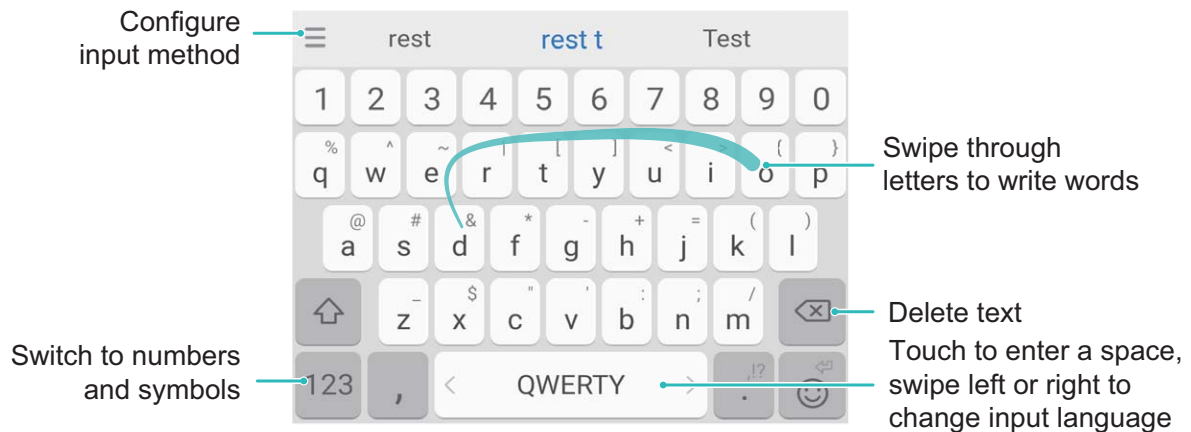 Configure
input method
rest rest t Test
1 2 3 4 5 6 7 8 9 0
% ^ ~ | [ ] < > { }
q w e r t y u i o p
Swipe through
letters to write words
@ # & * - + = ( )
a s d f g h j k l
_ $ " ' : ; /
z x c v b n m
Delete text
Switch to numbers
and symbols
123 , < QWERTY > ,!? .
Touch to enter a space,
swipe left or right to
change input language